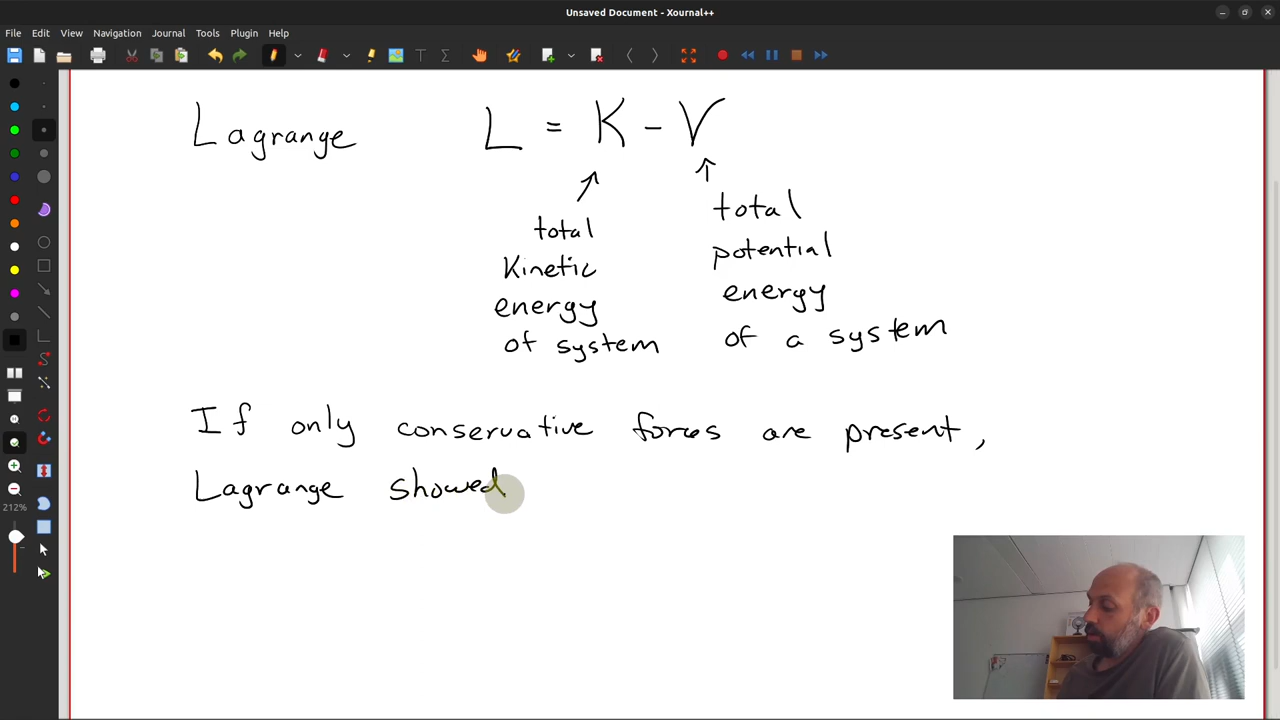 Unsaved Document - Xournal++
File Edit View Navigation Journal Tools Plugin Help
Lagrange L = K - V
↗ ↑
total total
Kinetic potential
energy energy
of system of a system
If only conservative forces are present,
Lagrange showed
212%